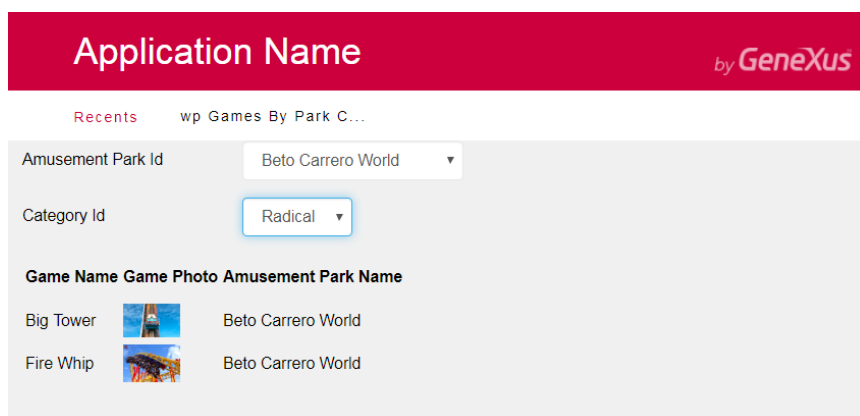 Application Name
by GeneXus
Recents wp Games By Park C...
Amusement Park Id Beto Carrero World
Category Id Radical
Game Name Game Photo Amusement Park Name
Big Tower Beto Carrero World
Fire Whip Beto Carrero World